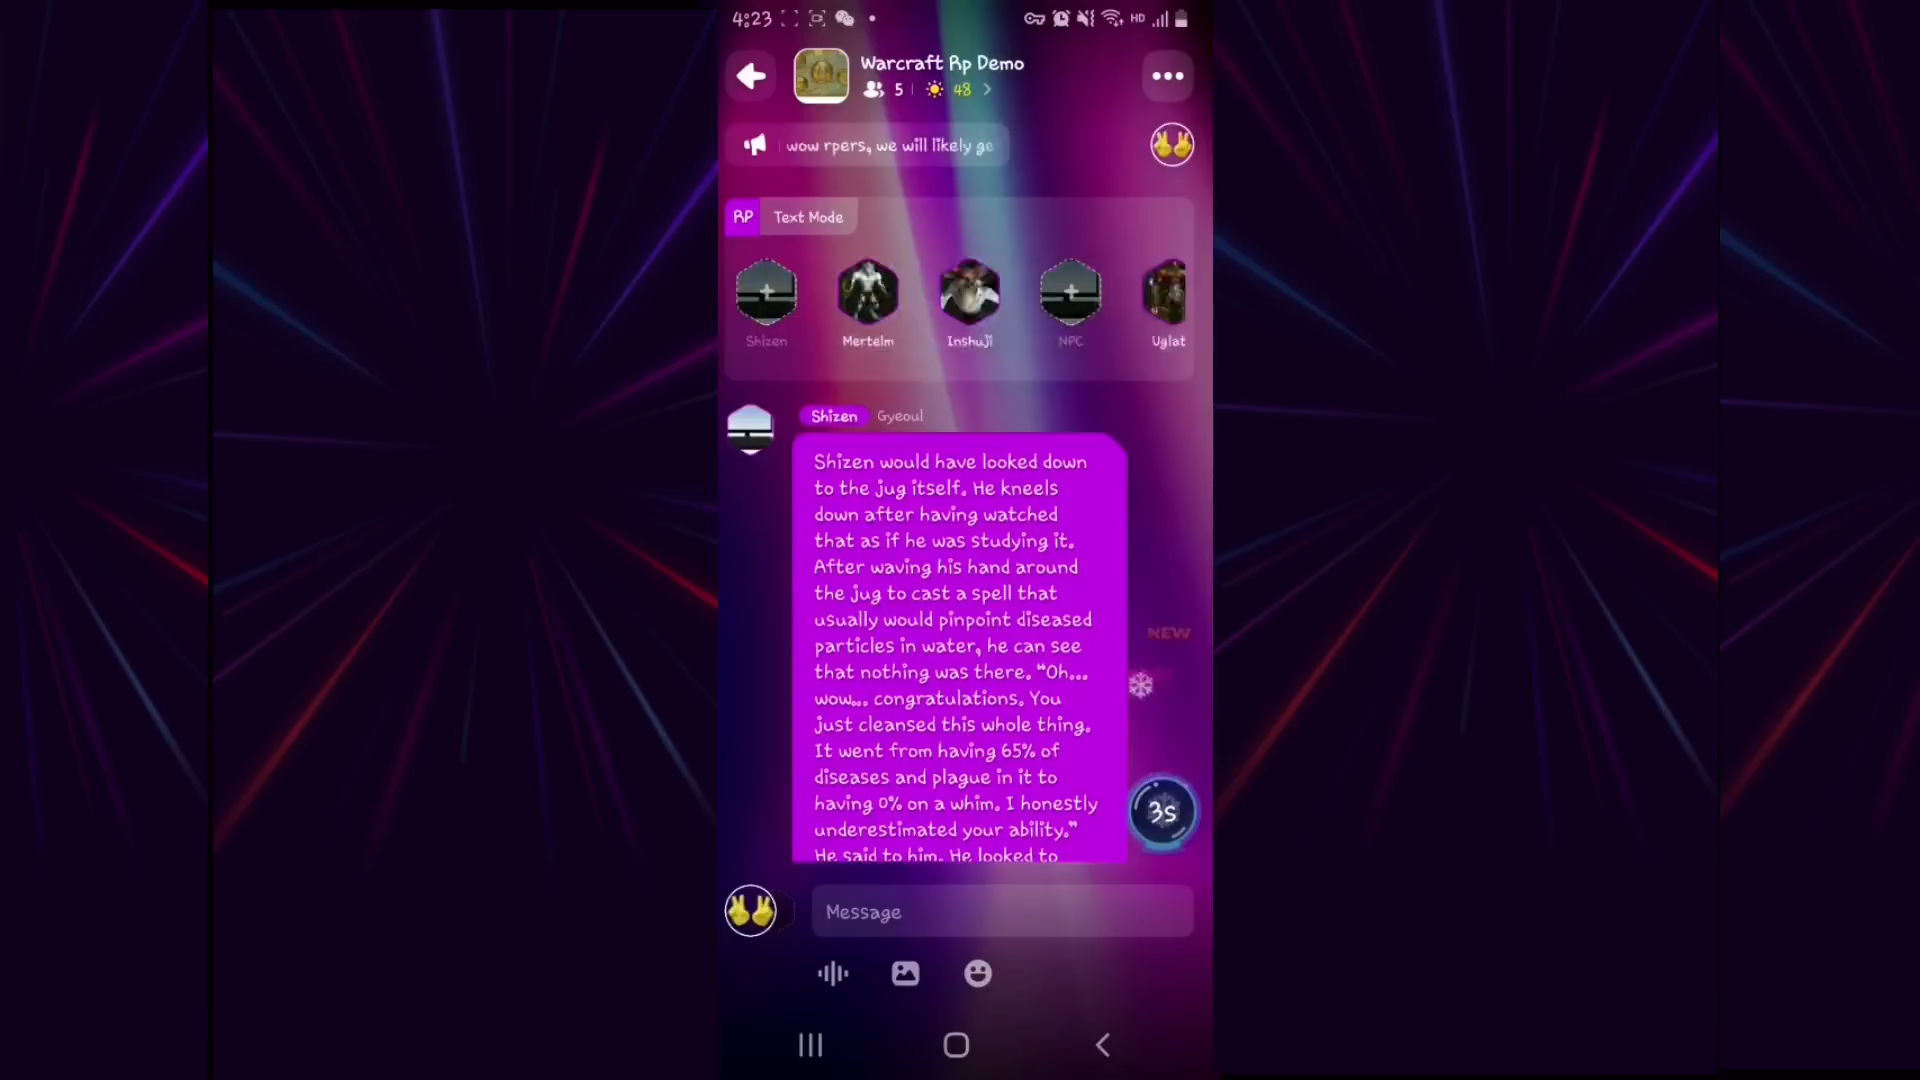 4:23
HD
Warcraft Rp Demo
5
48
wow rpers, we will likely ge
RP
Text Mode
Shizen
Mertelm
Inshuji
NPC
Uglat
Shizen
Gyeoul
Shizen would have looked down
to the jug itself. He kneels
down after having watched
that as if he was studying it.
After waving his hand around
the jug to cast a spell that
usually would pinpoint diseased
particles in water, he can see
that nothing was there. "Oh...
wow... congratulations. You
just cleansed this whole thing.
It went from having 65% of
diseases and plague in it to
having 0% on a whim. I honestly
underestimated your ability."
He said to him. He looked to
NEW
3s
Message